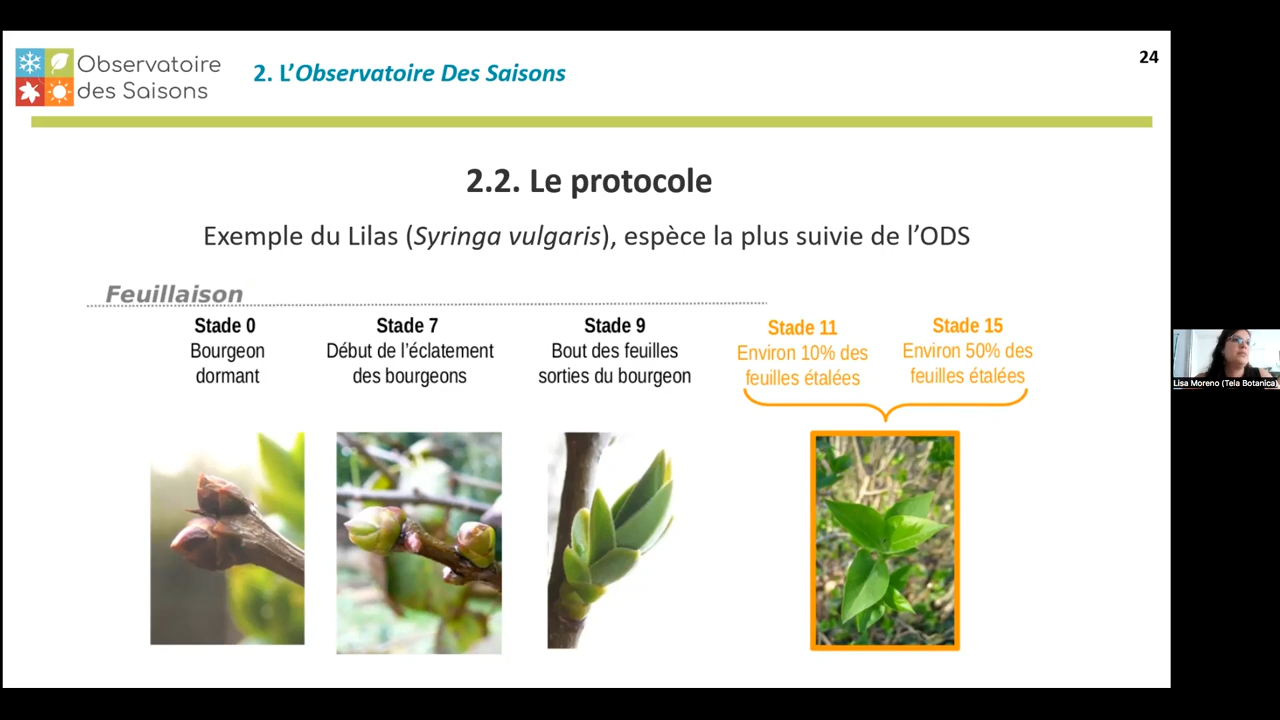 Observatoire
des Saisons
2. L'Observatoire Des Saisons
24
2.2. Le protocole
Exemple du Lilas (Syringa vulgaris), espèce la plus suivie de l'ODS
Feuillaison
Stade 0
Bourgeon
dormant
Stade 7
Début de l'éclatement
des bourgeons
Stade 9
Bout des feuilles
sorties du bourgeon
Stade 11
Environ 10% des
feuilles étalées
Stade 15
Environ 50% des
feuilles étalées
Lisa Moreno (Tela Botanica)